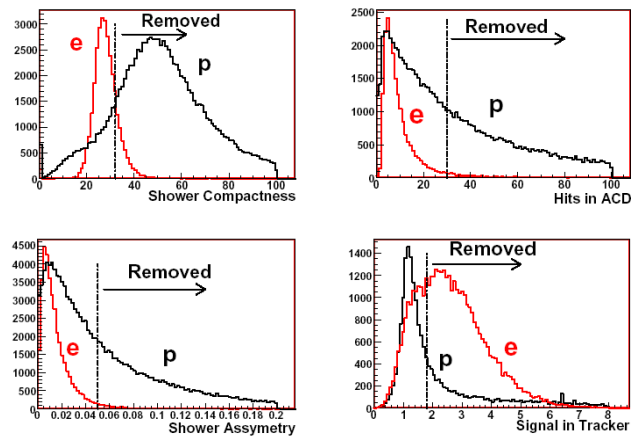 3000
2500
2000
1500
1000
500
0
e
Removed
p
0 20 40 60 80 100
Shower Compactness
2500
2000
1500
1000
500
0
Removed
p
e
0 20 40 60 80 100
Hits in ACD
4500
4000
3500
3000
2500
2000
1500
1000
500
0
Removed
e
p
0 0.02 0.04 0.06 0.08 0.1 0.12 0.14 0.16 0.18 0.2
Shower Assymetry
1400
1200
1000
800
600
400
200
0
Removed
p
e
0 1 2 3 4 5 6 7 8
Signal in Tracker